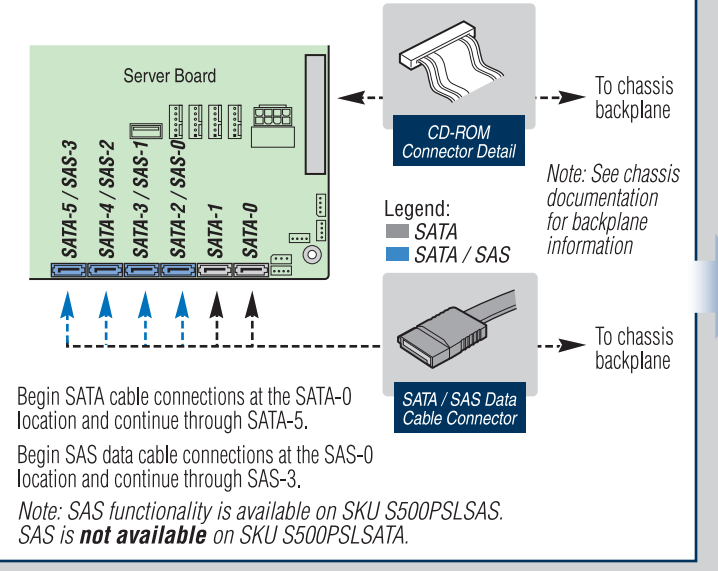 Server Board
SATA-5 / SAS-3
SATA-4 / SAS-2
SATA-3 / SAS-1
SATA-2 / SAS-0
SATA-1
SATA-0
CD-ROM
Connector Detail
To chassis
backplane
Note: See chassis
documentation
for backplane
information
Legend:
SATA
SATA / SAS
To chassis
backplane
SATA / SAS Data
Cable Connector
Begin SATA cable connections at the SATA-0
location and continue through SATA-5.
Begin SAS data cable connections at the SAS-0
location and continue through SAS-3.
Note: SAS functionality is available on SKU S500PSLSAS.
SAS is not available on SKU S500PSLSATA.